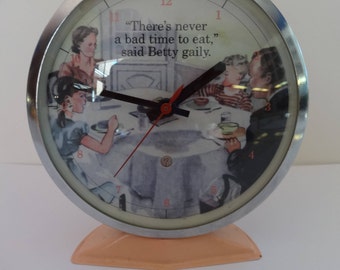 "There's never
a bad time to eat,"
said Betty gaily.